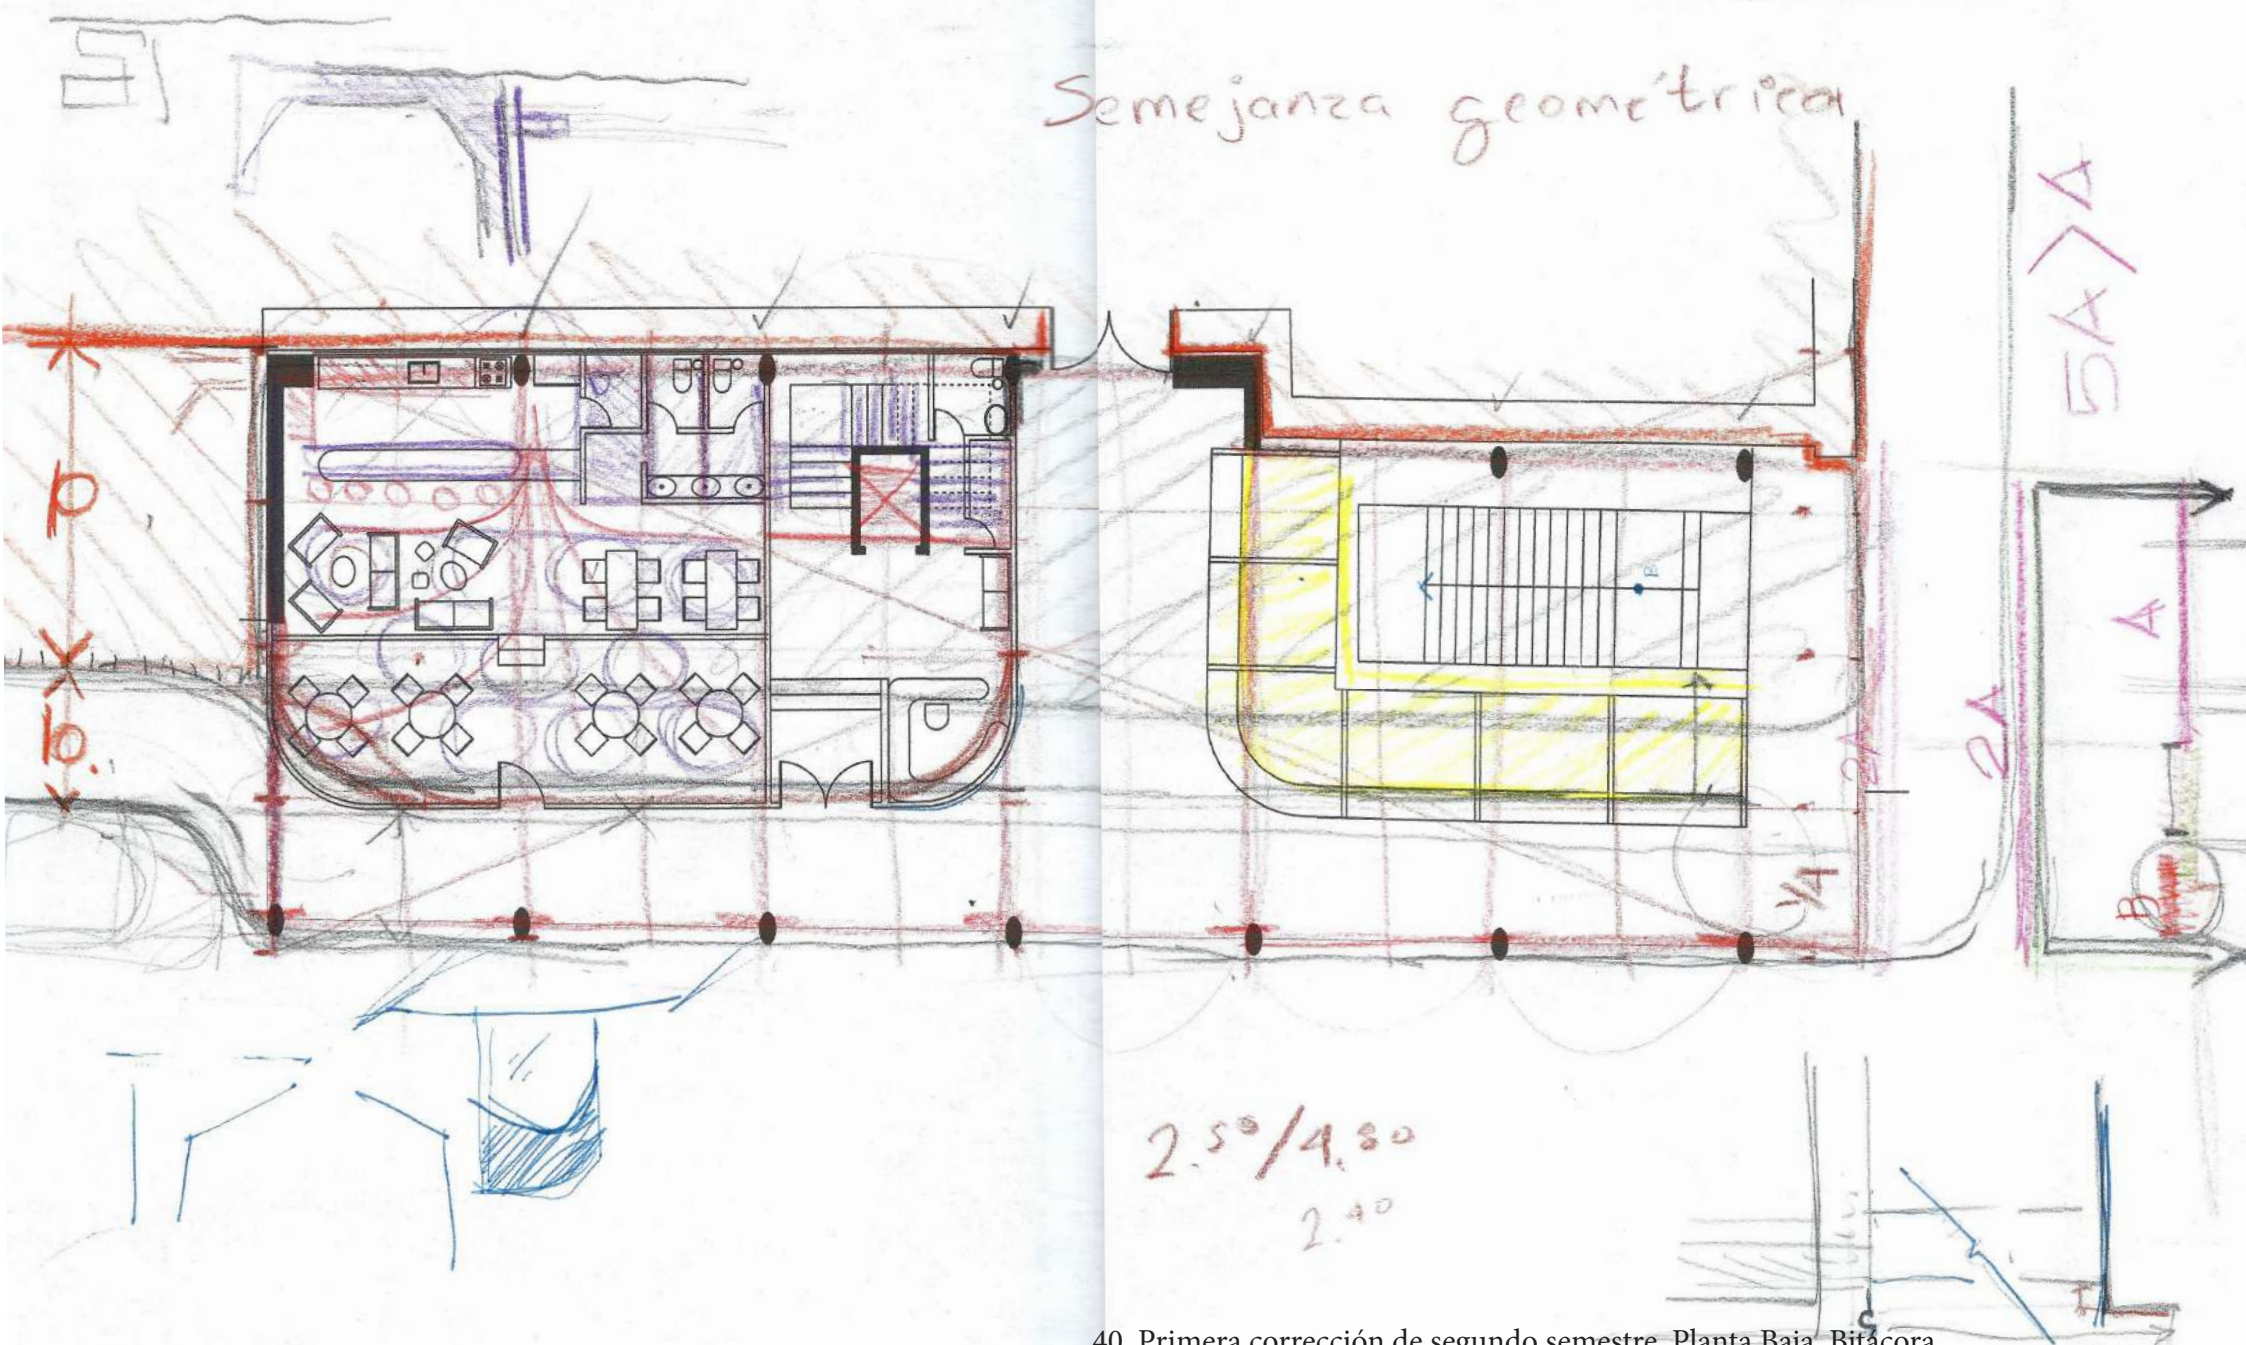 Semejanza geométrica
5A > A
p
b.
B
A
2A
2A
1/4
B
2.50/4.80
2.40
C
40. Primera corrección de segundo semestre. Planta Baja. Bitácora